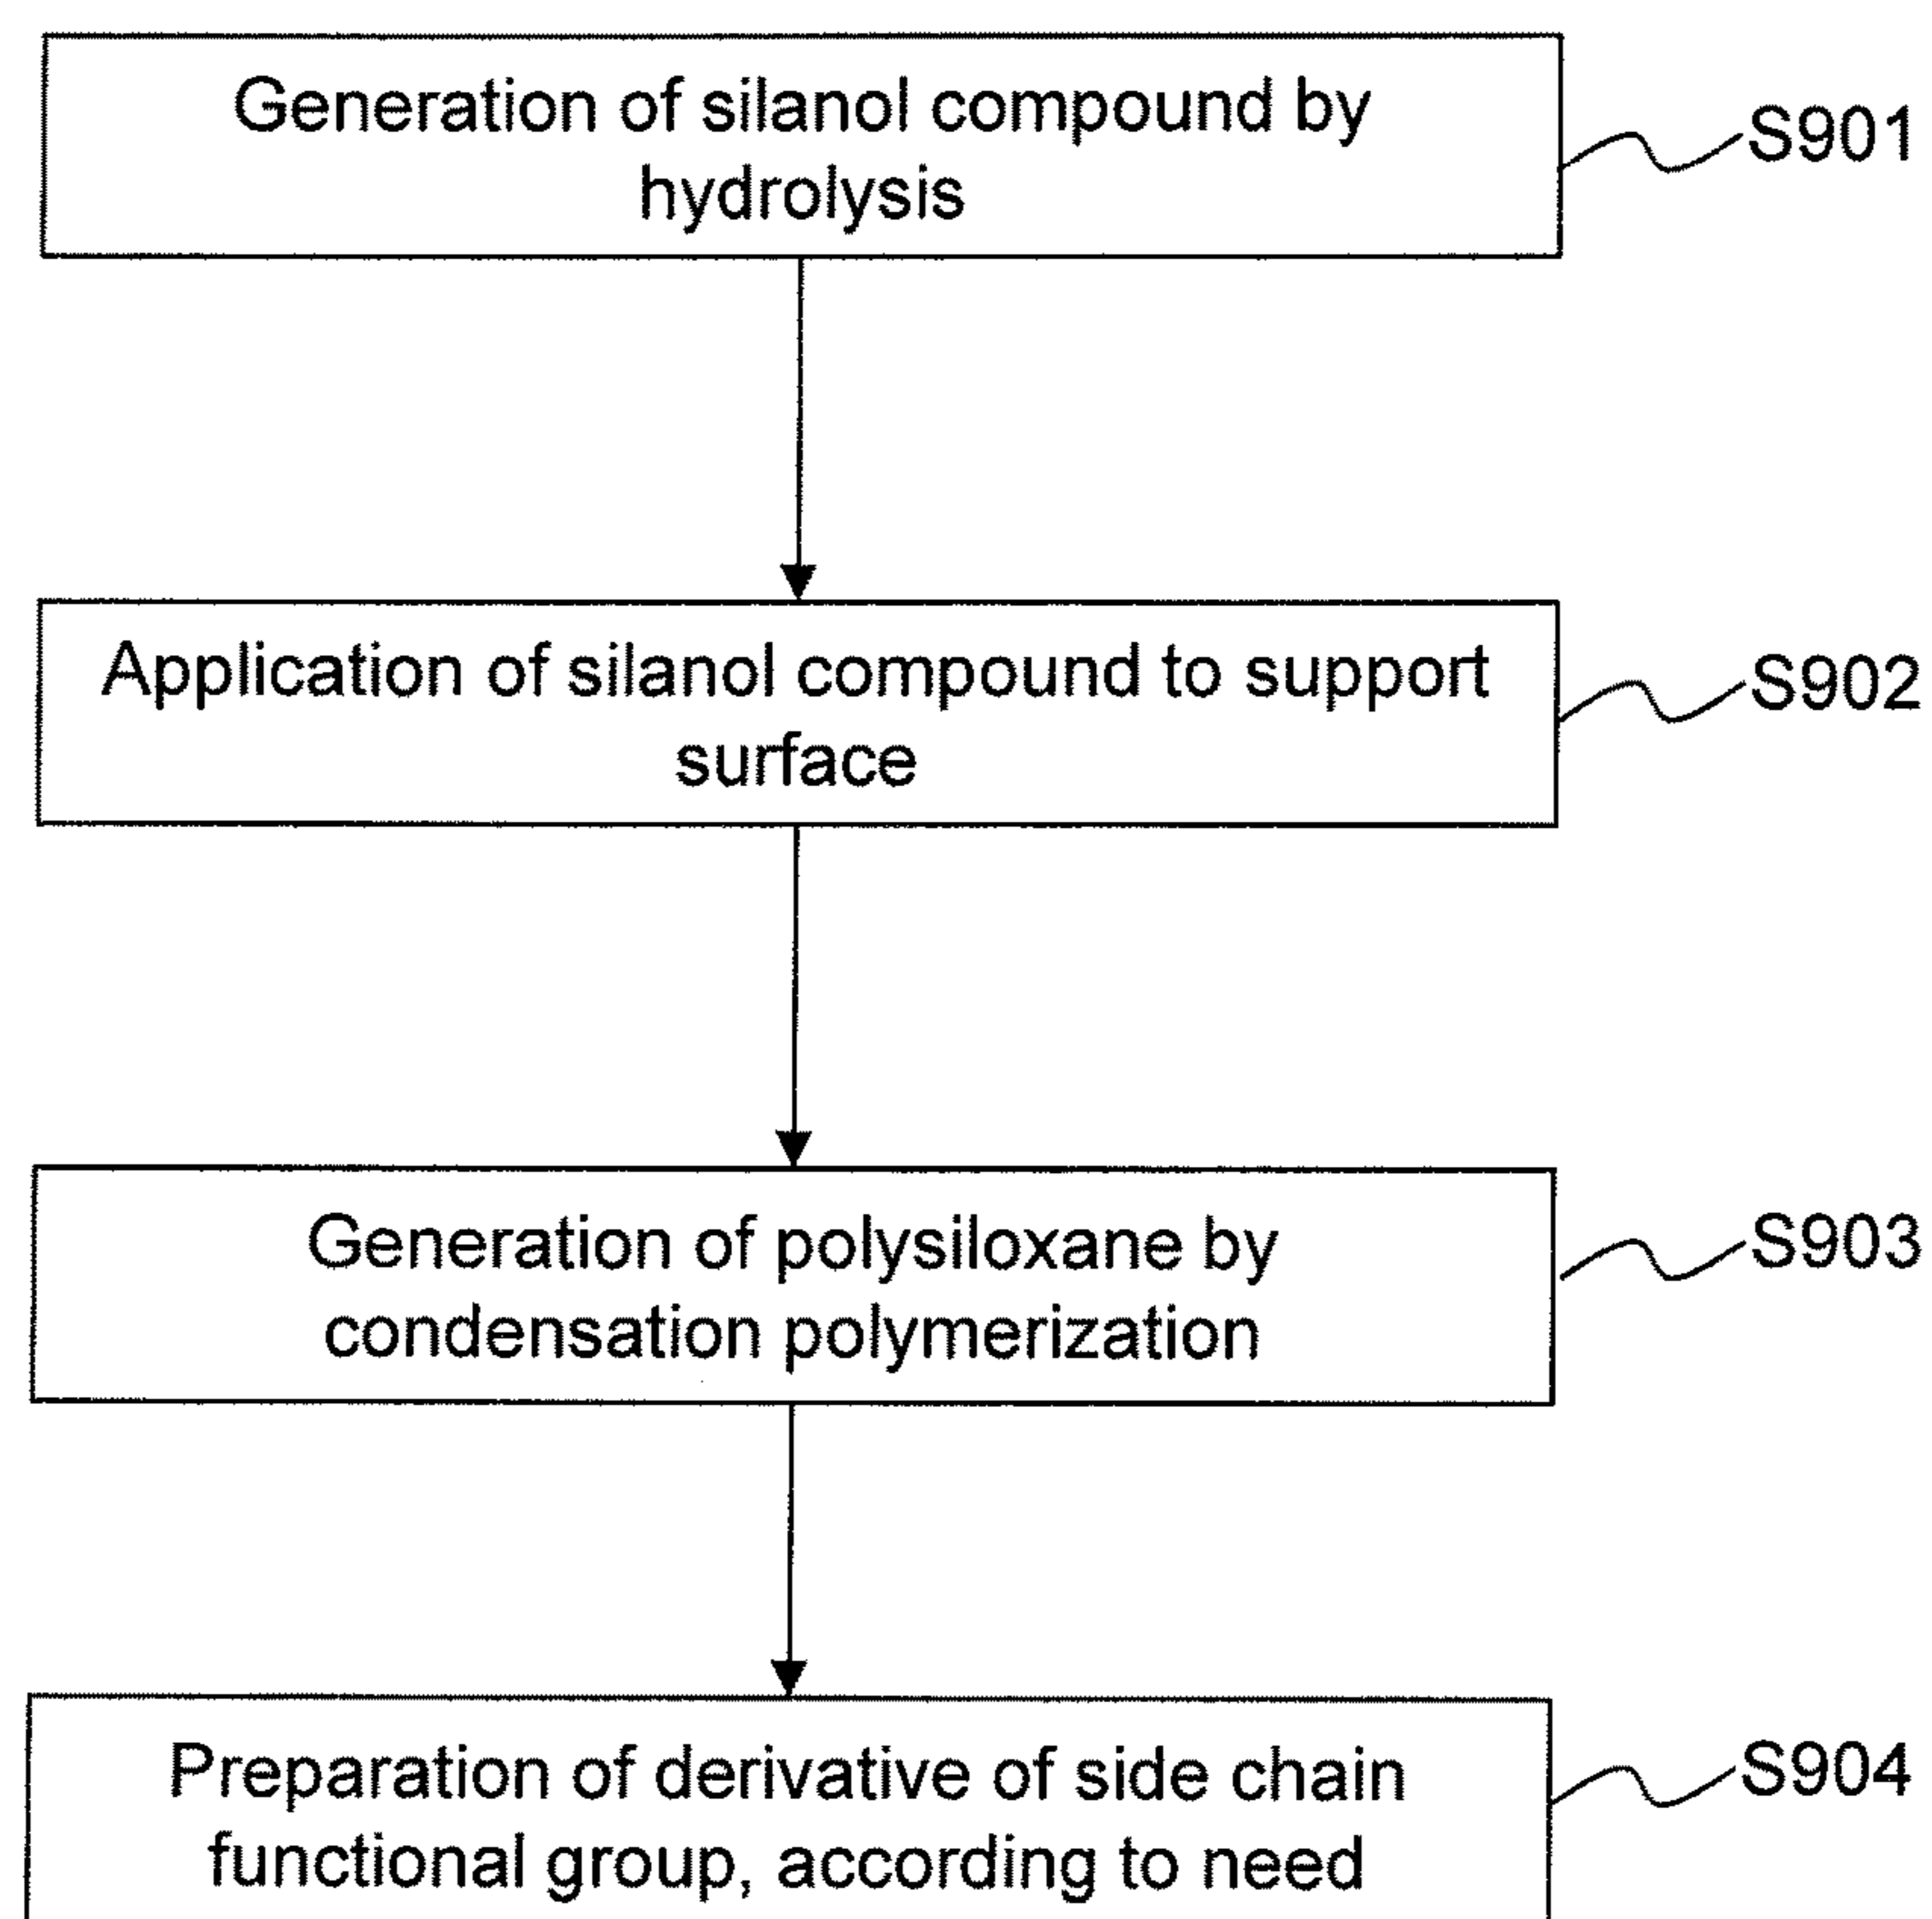 Generation of silanol compound by
hydrolysis
S901
Application of silanol compound to support
surface
S902
Generation of polysiloxane by
condensation polymerization
S903
Preparation of derivative of side chain
functional group, according to need
S904